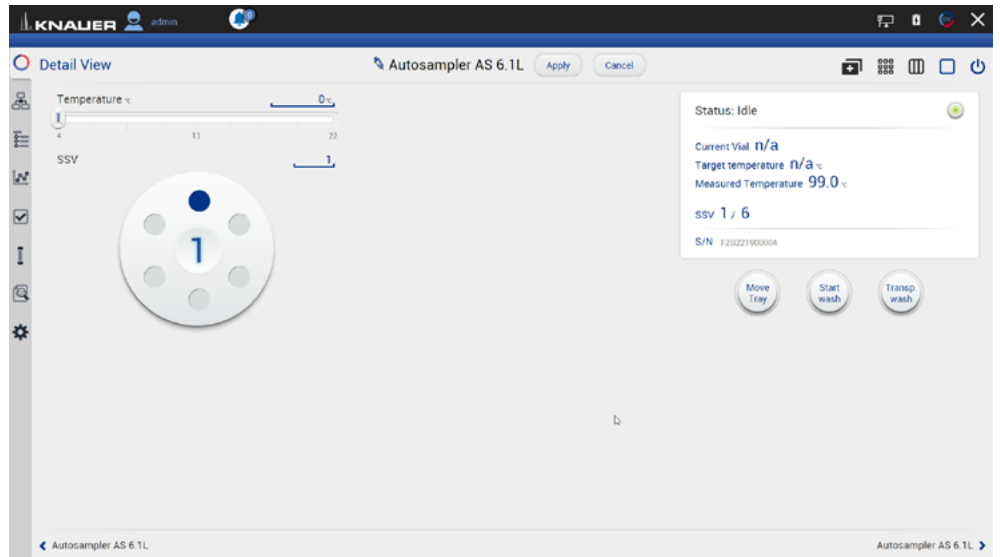 KNAUER admin 0
Detail View
Autosampler AS 6.1L Apply Cancel
Temperature °C 0 °C
4 13 22
SSV 1
1
Status: Idle
Current Vial n/a
Target temperature n/a °C
Measured Temperature 99.0 °C
SSV 1 / 6
S/N FZG221900004
Move Tray
Start wash
Transp. wash
Autosampler AS 6.1L
Autosampler AS 6.1L